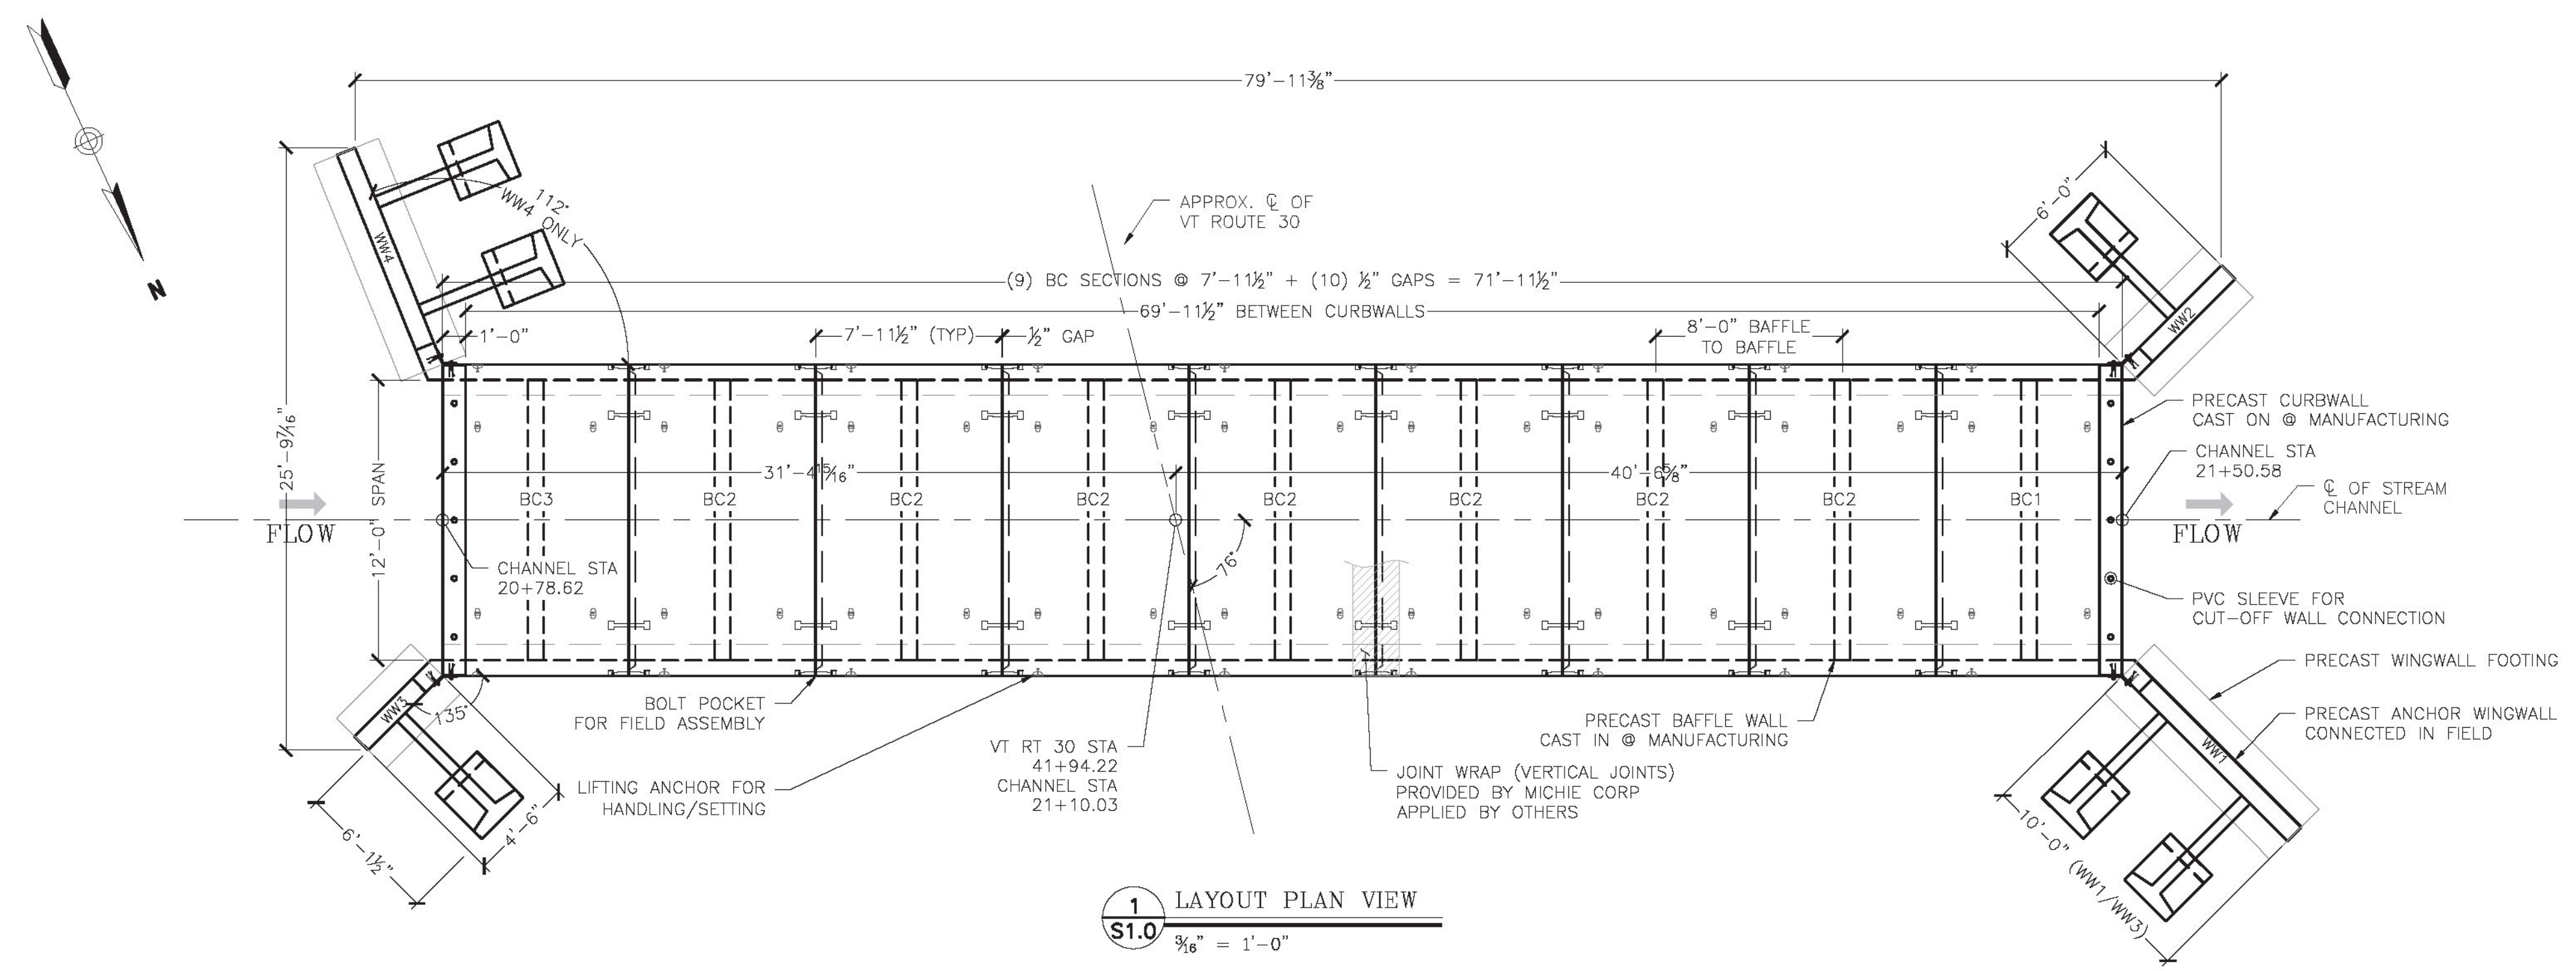 79'-11⅜"
N
WW4
112°
WW4 ONLY
APPROX. ℄ OF
VT ROUTE 30
6'-0"
WW2
(9) BC SECTIONS @ 7'-11½" + (10) ½" GAPS = 71'-11½"
69'-11½" BETWEEN CURBWALLS
1'-0"
7'-11½" (TYP)
½" GAP
8'-0" BAFFLE
TO BAFFLE
25'-9⁷⁄₁₆"
12'-0" SPAN
PRECAST CURBWALL
CAST ON @ MANUFACTURING
31'-4¹⁵⁄₁₆"
40'-6⅝"
CHANNEL STA
21+50.58
BC3
BC2
BC2
BC2
BC2
BC2
BC2
BC2
BC1
℄ OF STREAM
CHANNEL
FLOW
FLOW
CHANNEL STA
20+78.62
76°
PVC SLEEVE FOR
CUT-OFF WALL CONNECTION
PRECAST WINGWALL FOOTING
WW3
135°
BOLT POCKET
FOR FIELD ASSEMBLY
PRECAST BAFFLE WALL
CAST IN @ MANUFACTURING
PRECAST ANCHOR WINGWALL
CONNECTED IN FIELD
WW1
VT RT 30 STA
41+94.22
CHANNEL STA
21+10.03
JOINT WRAP (VERTICAL JOINTS)
PROVIDED BY MICHIE CORP
APPLIED BY OTHERS
LIFTING ANCHOR FOR
HANDLING/SETTING
6'-1½"
4'-6"
10'-0" (WW1/WW3)
1
S1.0
LAYOUT PLAN VIEW
³⁄₁₆" = 1'-0"